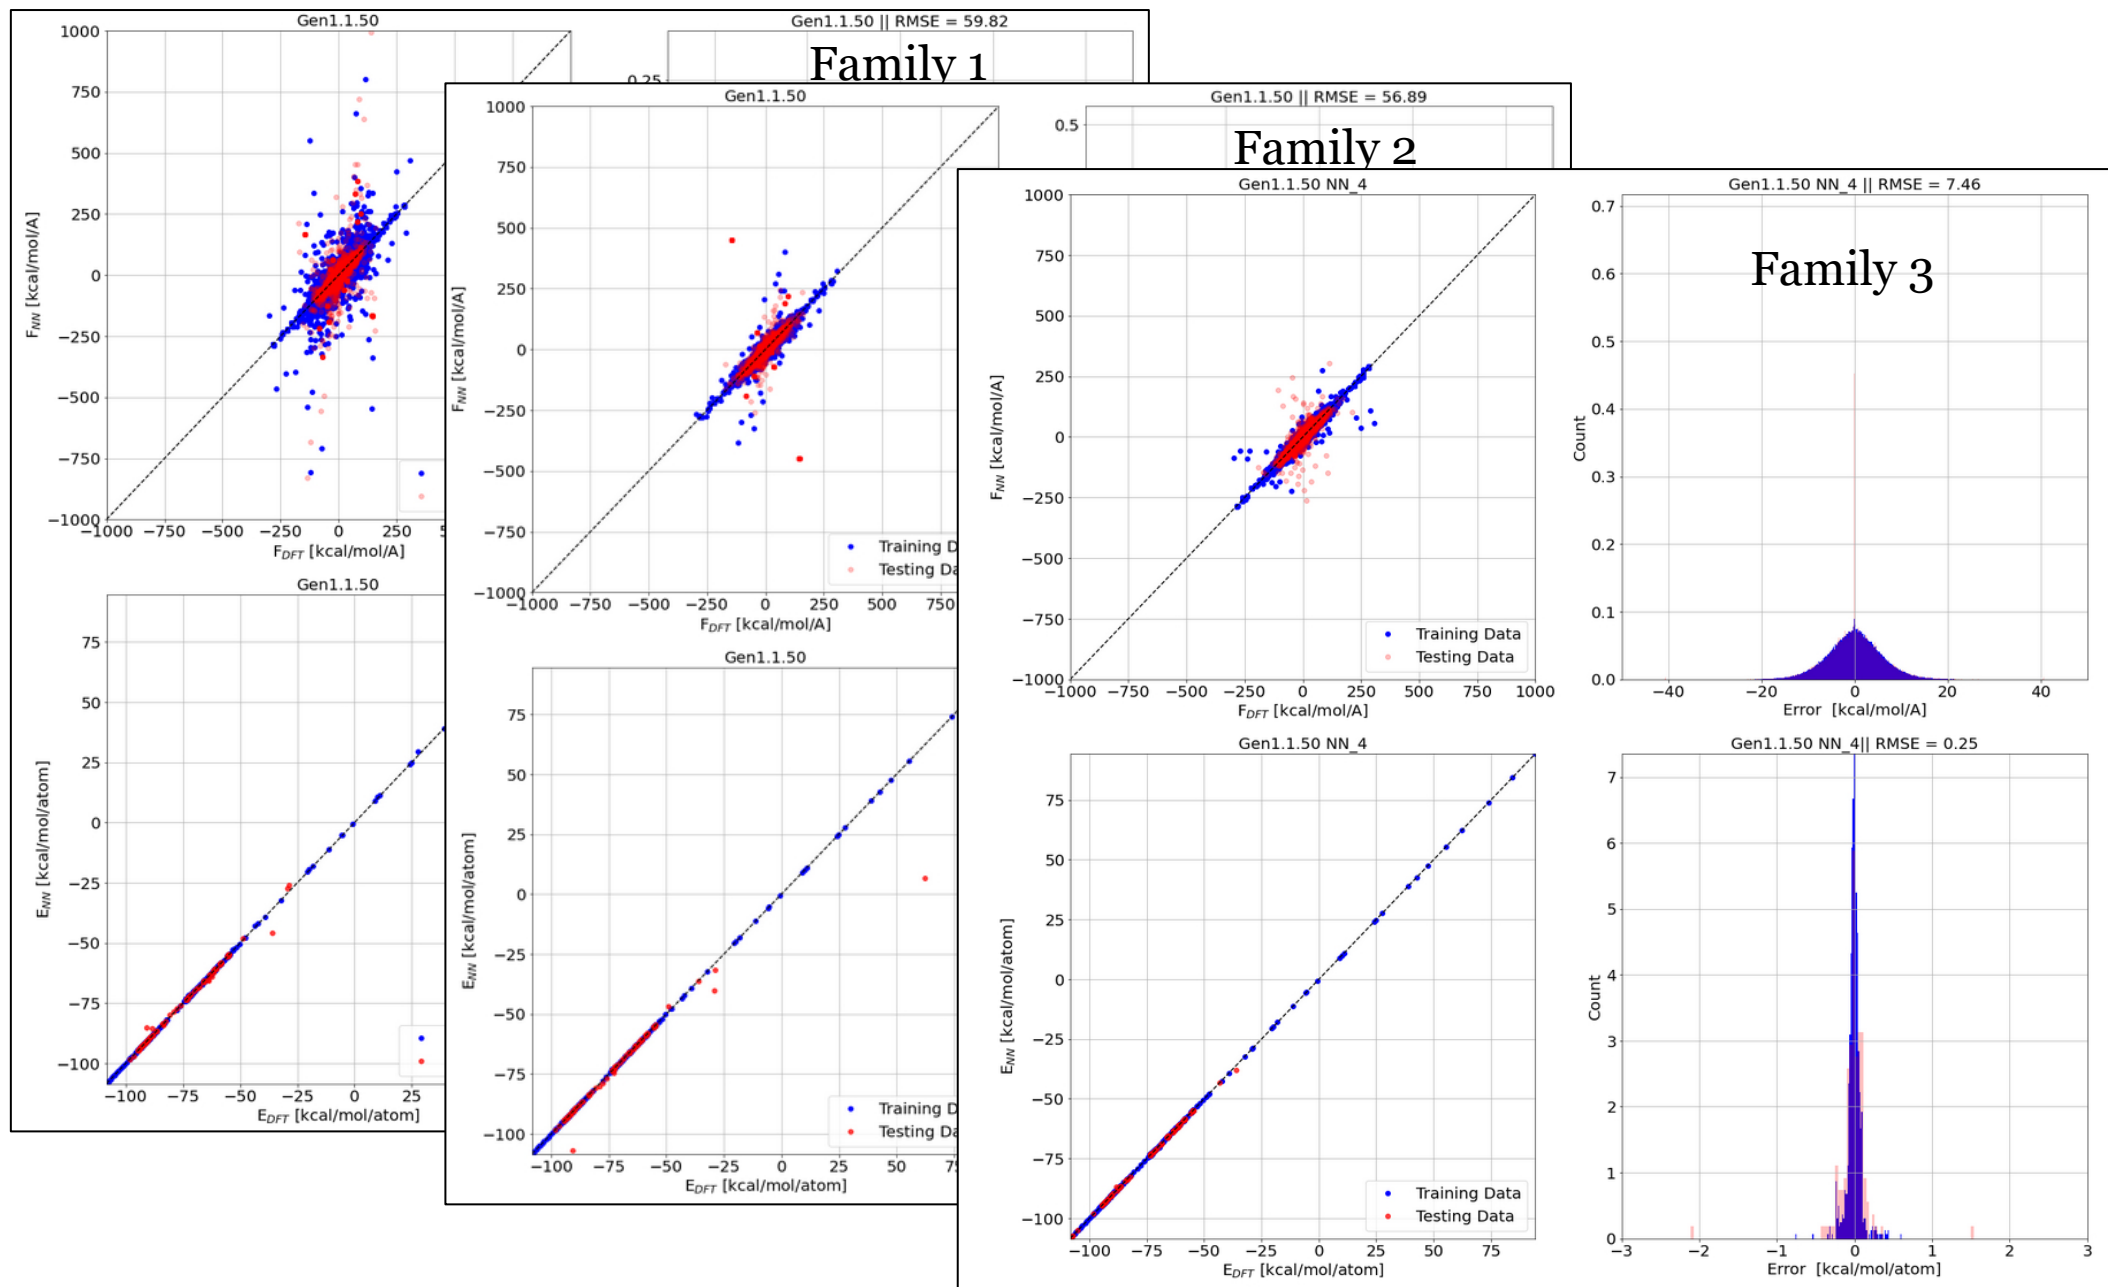 Gen1.1.50
Gen1.1.50 || RMSE = 59.82
Family 1
0.25
1000
750
500
250
0
−250
−500
−750
−1000
F_NN [kcal/mol/A]
−1000 −750 −500 −250 0 250
F_DFT [kcal/mol/A]
Gen1.1.50
75
50
25
0
−25
−50
−75
−100
E_NN [kcal/mol/atom]
−100 −75 −50 −25 0 25
E_DFT [kcal/mol/atom]
Gen1.1.50
Gen1.1.50 || RMSE = 56.89
Family 2
0.5
1000
750
500
250
0
−250
−500
−750
−1000
F_NN [kcal/mol/A]
Training D
Testing Da
−1000 −750 −500 −250 0 250 500 750
F_DFT [kcal/mol/A]
Gen1.1.50
75
50
25
0
−25
−50
−75
−100
E_NN [kcal/mol/atom]
Training D
Testing Da
−100 −75 −50 −25 0 25 50
E_DFT [kcal/mol/atom]
Gen1.1.50 NN_4
1000
750
500
250
0
−250
−500
−750
−1000
F_NN [kcal/mol/A]
Training Data
Testing Data
−1000 −750 −500 −250 0 250 500 750 1000
F_DFT [kcal/mol/A]
Gen1.1.50 NN_4 || RMSE = 7.46
Family 3
0.7
0.6
0.5
0.4
0.3
0.2
0.1
0.0
Count
−40 −20 0 20 40
Error [kcal/mol/A]
Gen1.1.50 NN_4
75
50
25
0
−25
−50
−75
−100
E_NN [kcal/mol/atom]
Training Data
Testing Data
−100 −75 −50 −25 0 25 50 75
E_DFT [kcal/mol/atom]
Gen1.1.50 NN_4|| RMSE = 0.25
7
6
5
4
3
2
1
0
Count
−3 −2 −1 0 1 2 3
Error [kcal/mol/atom]